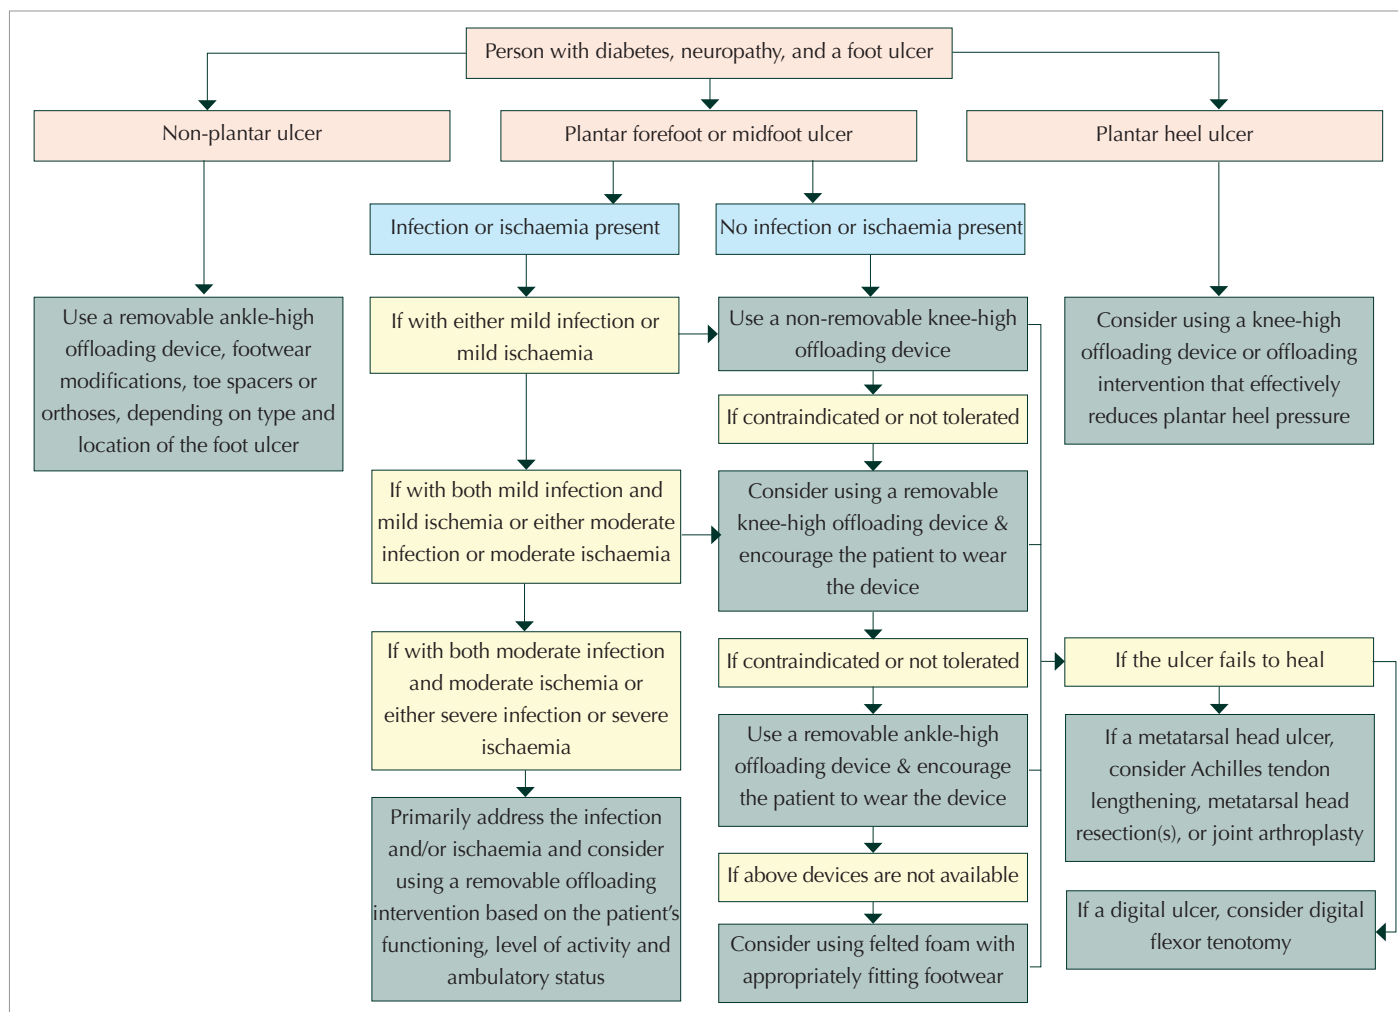 Person with diabetes, neuropathy, and a foot ulcer
Non-plantar ulcer
Plantar forefoot or midfoot ulcer
Plantar heel ulcer
Infection or ischaemia present
No infection or ischaemia present
Use a removable ankle-high
offloading device, footwear
modifications, toe spacers or
orthoses, depending on type and
location of the foot ulcer
If with either mild infection or
mild ischaemia
Use a non-removable knee-high
offloading device
Consider using a knee-high
offloading device or offloading
intervention that effectively
reduces plantar heel pressure
If contraindicated or not tolerated
If with both mild infection and
mild ischemia or either moderate
infection or moderate ischaemia
Consider using a removable
knee-high offloading device &
encourage the patient to wear
the device
If with both moderate infection
and moderate ischemia or
either severe infection or severe
ischaemia
If contraindicated or not tolerated
If the ulcer fails to heal
Use a removable ankle-high
offloading device & encourage
the patient to wear the device
If a metatarsal head ulcer,
consider Achilles tendon
lengthening, metatarsal head
resection(s), or joint arthroplasty
Primarily address the infection
and/or ischaemia and consider
using a removable offloading
intervention based on the patient's
functioning, level of activity and
ambulatory status
If above devices are not available
If a digital ulcer, consider digital
flexor tenotomy
Consider using felted foam with
appropriately fitting footwear